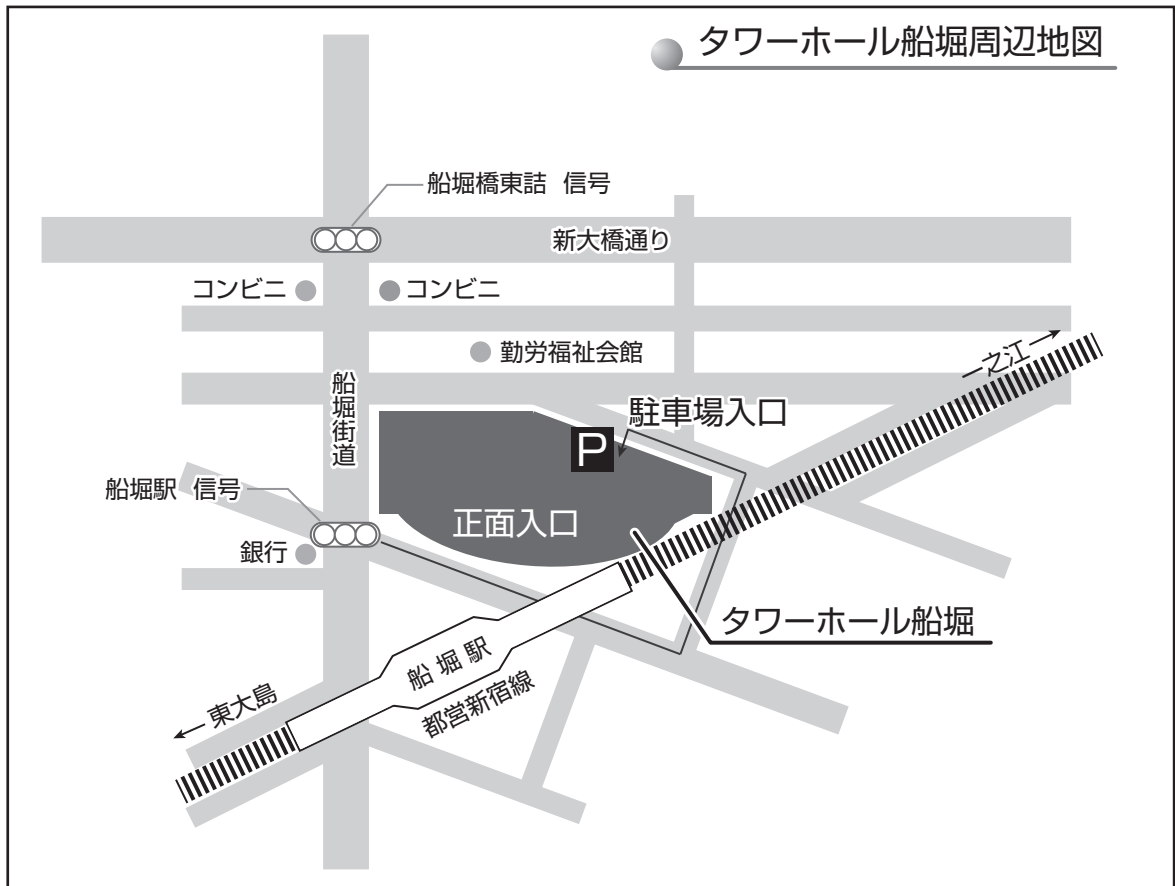 タワーホール船堀周辺地図
船堀橋東詰 信号
新大橋通り
コンビニ
コンビニ
勤労福祉会館
一之江
船堀街道
駐車場入口
P
船堀駅 信号
正面入口
銀行
タワーホール船堀
船堀駅
都営新宿線
東大島